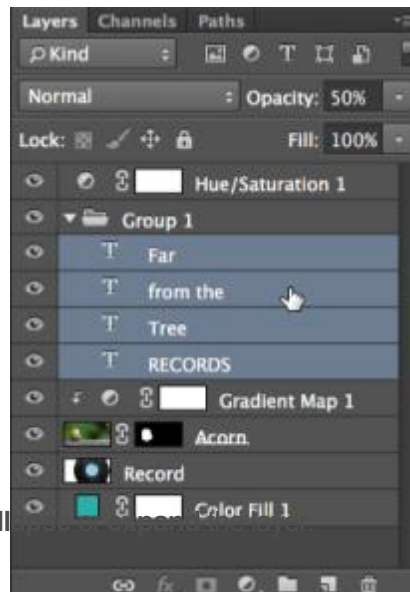 Layers Channels Paths
Kind
Normal Opacity: 50%
Lock: Fill: 100%
Hue/Saturation 1
Group 1
T Far
T from the
T Tree
T RECORDS
Gradient Map 1
Acorn
Record
Color Fill 1
fx